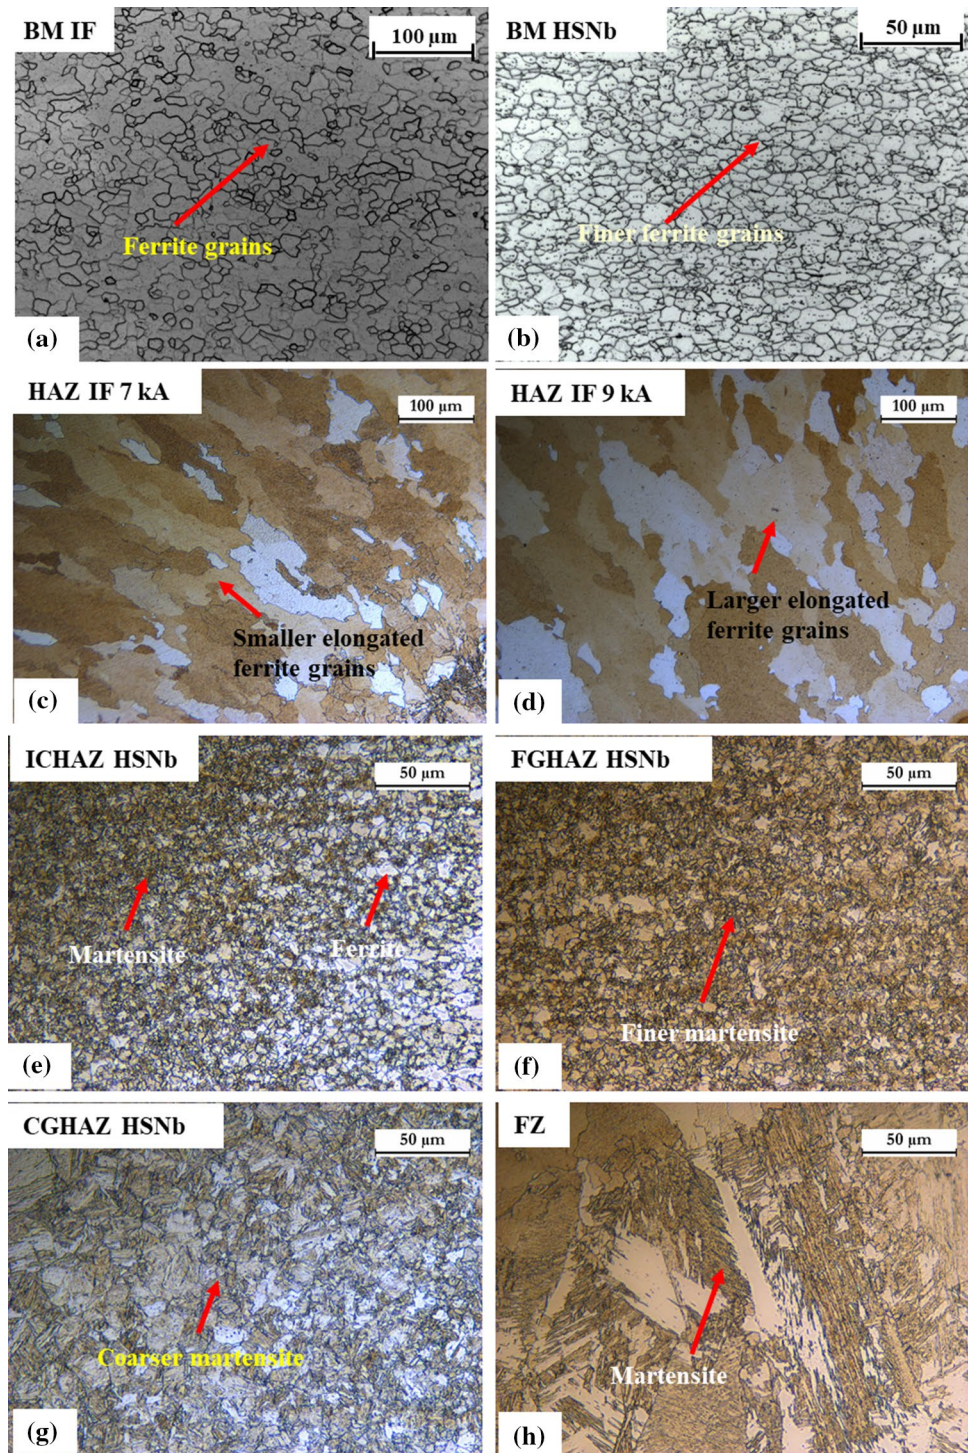 BM IF
100 µm
Ferrite grains
(a)
BM HSNb
50 µm
Finer ferrite grains
(b)
HAZ IF 7 kA
100 µm
Smaller elongated
ferrite grains
(c)
HAZ IF 9 kA
100 µm
Larger elongated
ferrite grains
(d)
ICHAZ HSNb
50 µm
Martensite
Ferrite
(e)
FGHAZ HSNb
50 µm
Finer martensite
(f)
CGHAZ HSNb
50 µm
Coarser martensite
(g)
FZ
50 µm
Martensite
(h)